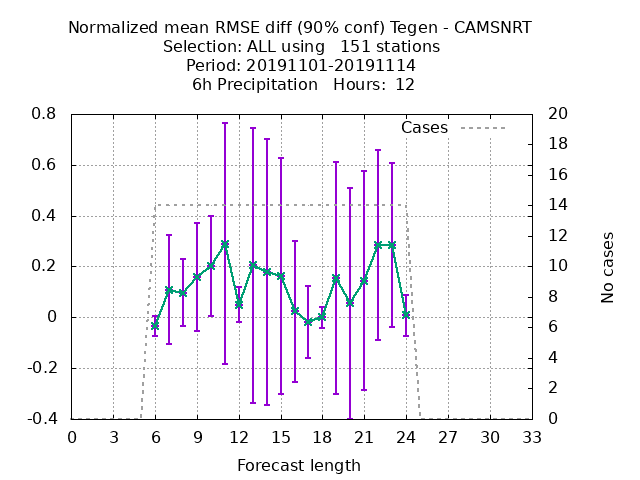 Normalized mean RMSE diff (90% conf) Tegen - CAMSNRT
Selection: ALL using   151 stations
Period: 20191101-20191114
6h Precipitation   Hours:  12
Cases
0.8
0.6
0.4
0.2
0
-0.2
-0.4
20
18
16
14
12
10
8
6
4
2
0
No cases
0 3 6 9 12 15 18 21 24 27 30 33
Forecast length